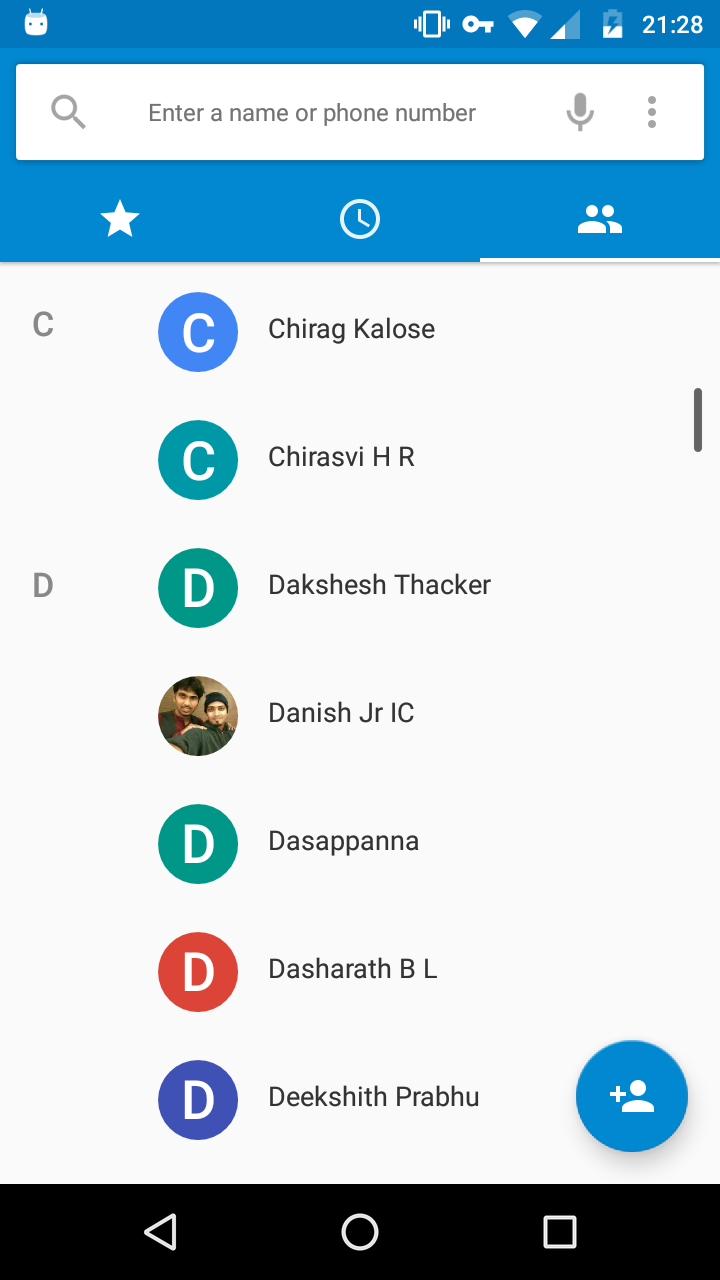 21:28
Enter a name or phone number
C
C
Chirag Kalose
C
Chirasvi H R
D
D
Dakshesh Thacker
Danish Jr IC
D
Dasappanna
D
Dasharath B L
D
Deekshith Prabhu